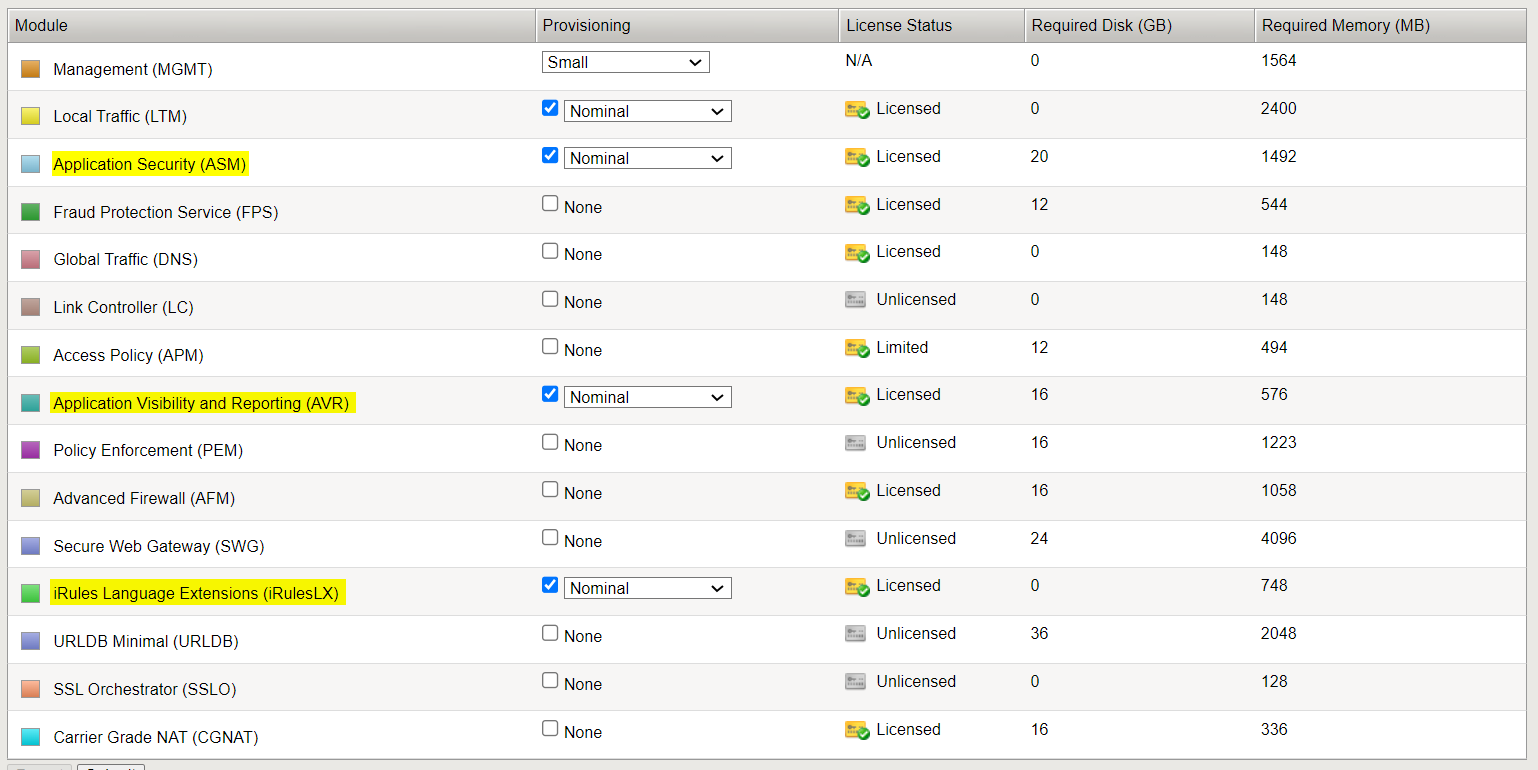 Module Provisioning License Status Required Disk (GB) Required Memory (MB)
Management (MGMT) Small N/A 0 1564
Local Traffic (LTM) Nominal Licensed 0 2400
Application Security (ASM) Nominal Licensed 20 1492
Fraud Protection Service (FPS) None Licensed 12 544
Global Traffic (DNS) None Licensed 0 148
Link Controller (LC) None Unlicensed 0 148
Access Policy (APM) None Limited 12 494
Application Visibility and Reporting (AVR) Nominal Licensed 16 576
Policy Enforcement (PEM) None Unlicensed 16 1223
Advanced Firewall (AFM) None Licensed 16 1058
Secure Web Gateway (SWG) None Unlicensed 24 4096
iRules Language Extensions (iRulesLX) Nominal Licensed 0 748
URLDB Minimal (URLDB) None Unlicensed 36 2048
SSL Orchestrator (SSLO) None Unlicensed 0 128
Carrier Grade NAT (CGNAT) None Licensed 16 336